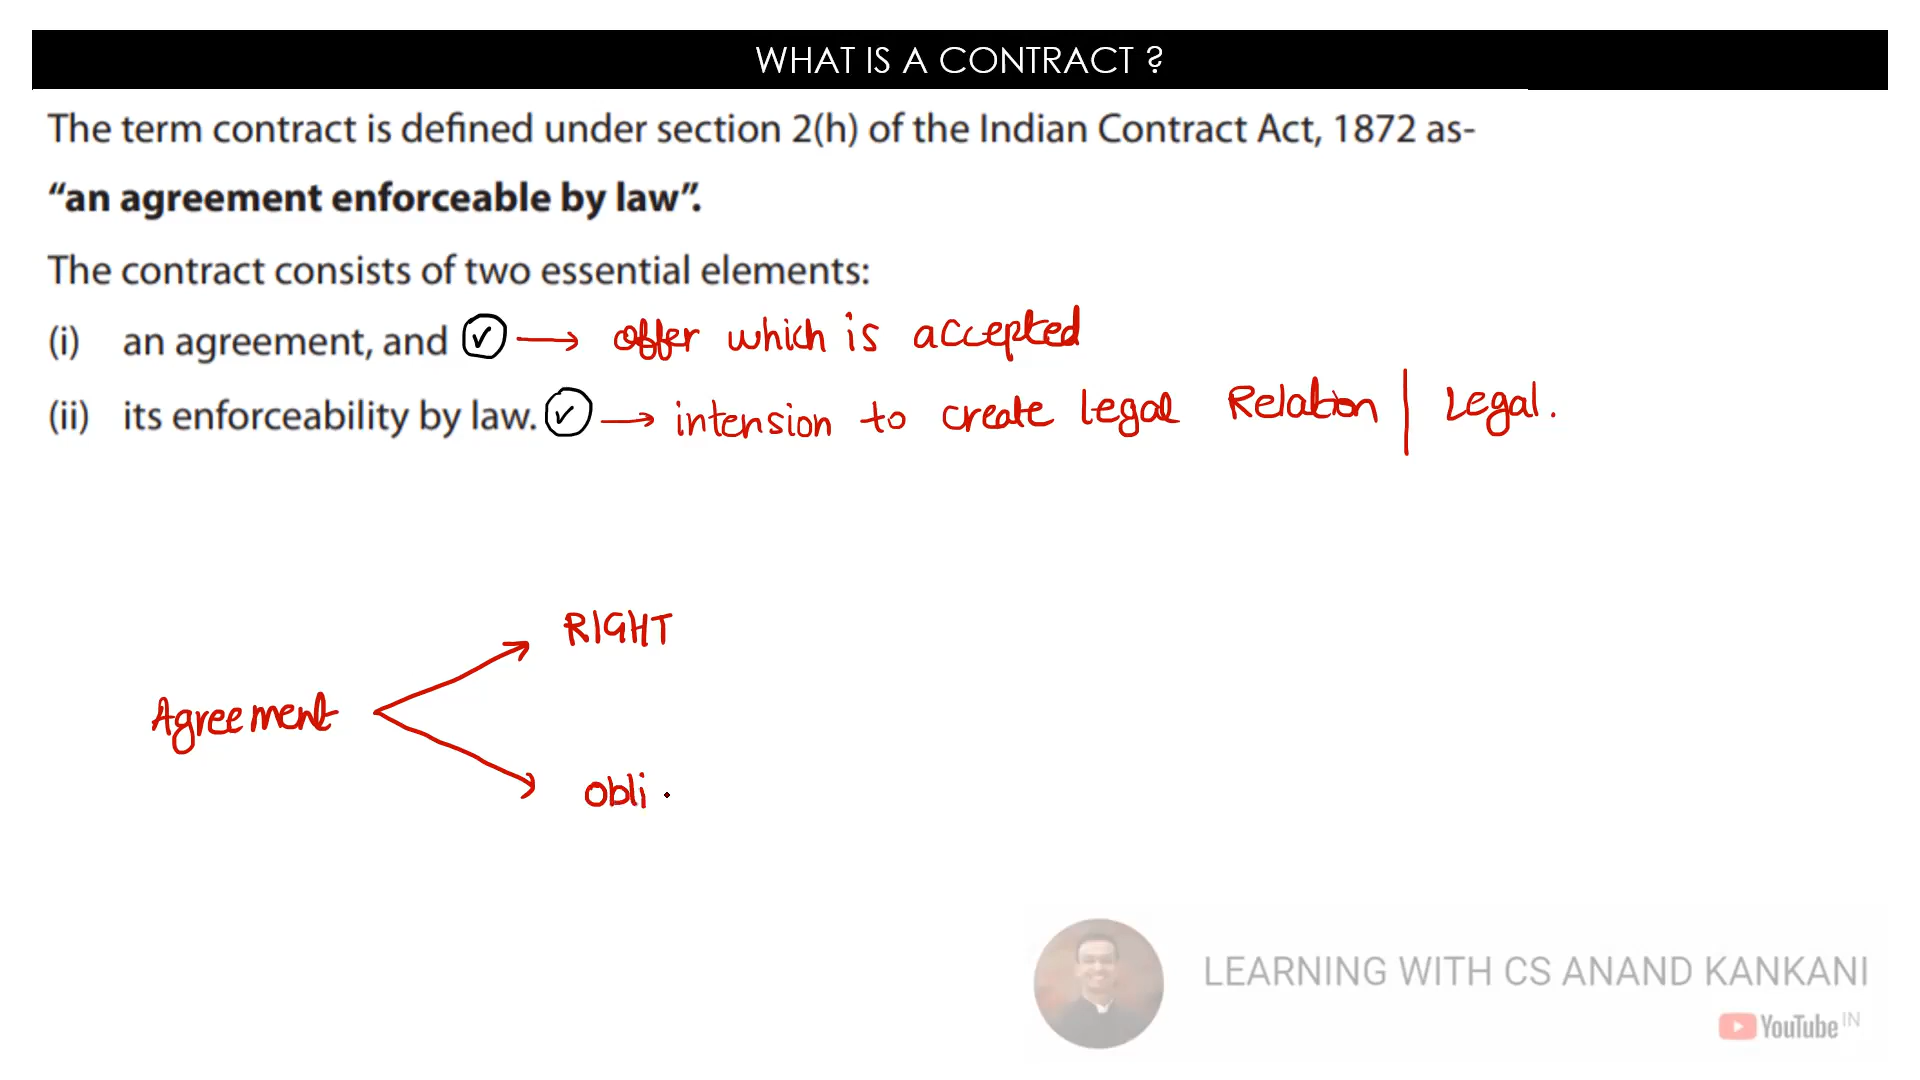 WHAT IS A CONTRACT ?
The term contract is defined under section 2(h) of the Indian Contract Act, 1872 as-
“an agreement enforceable by law”.
The contract consists of two essential elements:
(i) an agreement, and ✓ → offer which is accepted
(ii) its enforceability by law. ✓ → intension to create legal Relation | Legal.
RIGHT
Agreement
obli
LEARNING WITH CS ANAND KANKANI
YouTube IN